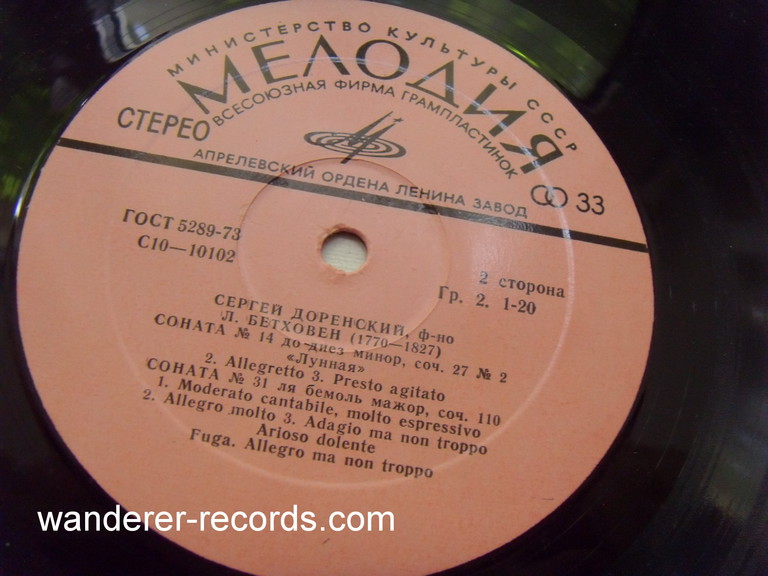 МИНИСТЕРСТВО КУЛЬТУРЫ СССР
МЕЛОДИЯ
ВСЕСОЮЗНАЯ ФИРМА ГРАМПЛАСТИНОК
СТЕРЕО
АПРЕЛЕВСКИЙ ОРДЕНА ЛЕНИНА ЗАВОД
33
ГОСТ 5289-73
С10—10102
2 сторона
Гр. 2. 1-20
СЕРГЕЙ ДОРЕНСКИЙ, ф-но
Л. БЕТХОВЕН (1770—1827)
СОНАТА № 14 до-диез минор, соч. 27 № 2
«Лунная»
2. Allegretto 3. Presto agitato
СОНАТА № 31 ля бемоль мажор, соч. 110
1. Moderato cantabile, molto espressivo
2. Allegro molto 3. Adagio ma non troppo
Arioso dolente
Fuga. Allegro ma non troppo
wanderer-records.com